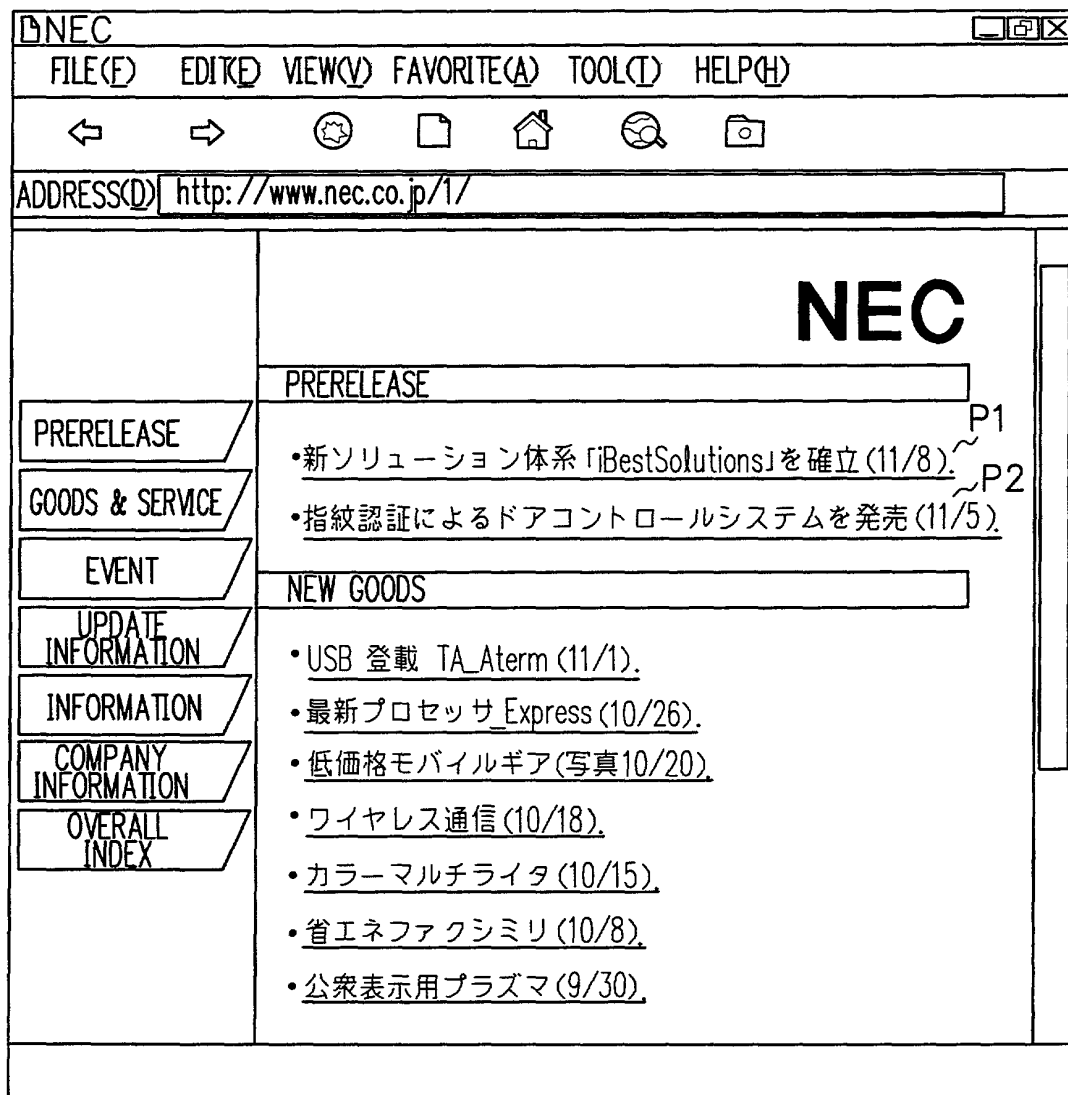 NEC
FILE(F) EDIT(E) VIEW(V) FAVORITE(A) TOOL(T) HELP(H)
ADDRESS(D) http://www.nec.co.jp/1/
NEC
PRERELEASE
GOODS & SERVICE
EVENT
UPDATE
INFORMATION
INFORMATION
COMPANY
INFORMATION
OVERALL
INDEX
PRERELEASE
P1
•新ソリューション体系「iBestSolutions」を確立(11/8).
P2
•指紋認証によるドアコントロールシステムを発売(11/5).
NEW GOODS
•USB 登載 TA_Aterm(11/1).
•最新プロセッサ_Express(10/26).
•低価格モバイルギア(写真10/20).
•ワイヤレス通信(10/18).
•カラーマルチライタ(10/15).
•省エネファクシミリ(10/8).
•公衆表示用プラズマ(9/30).